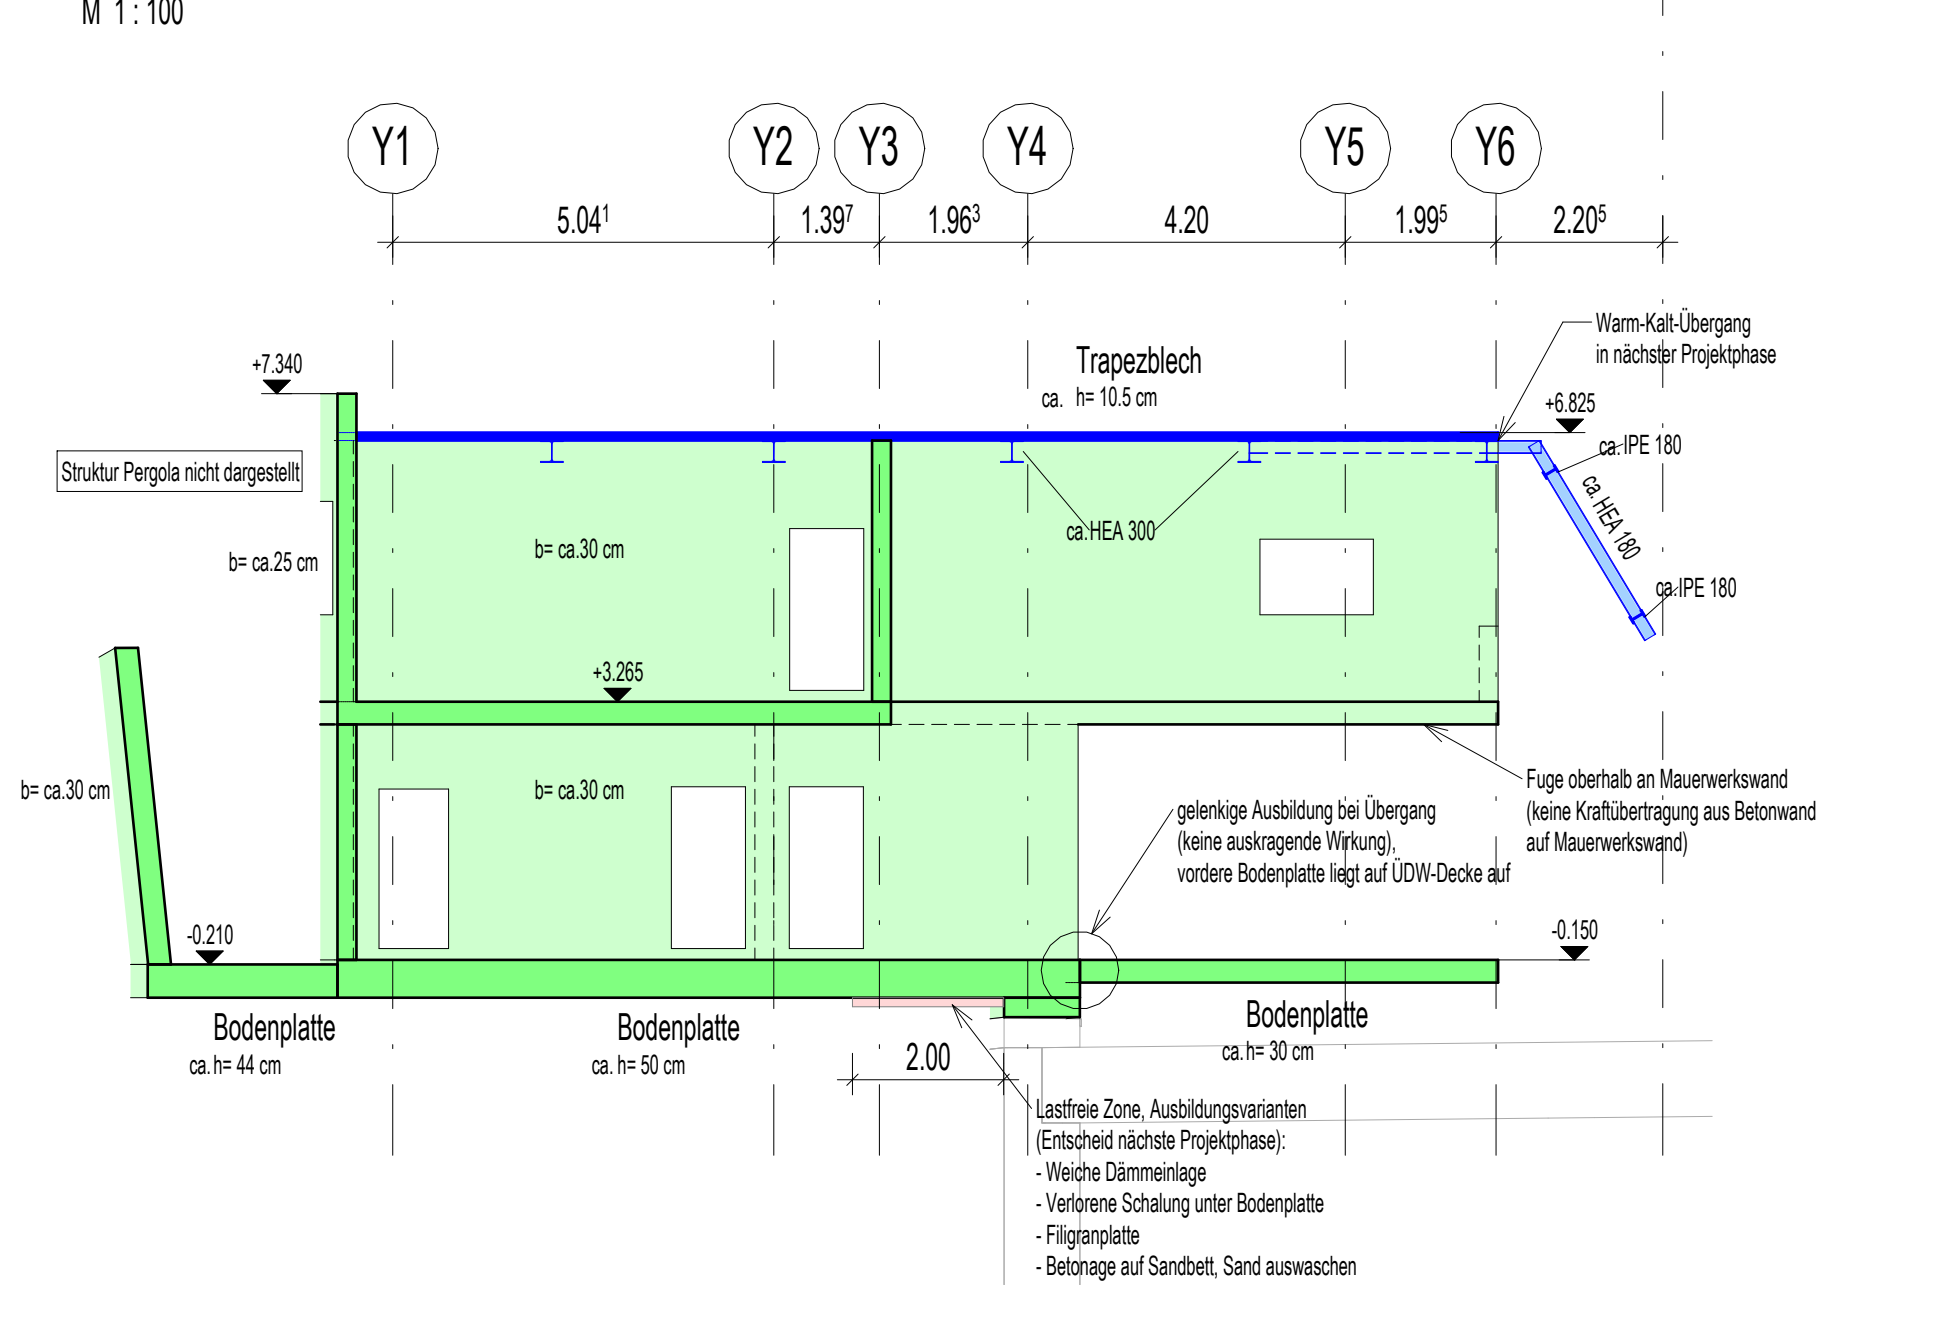 M 1 : 100
Y1
Y2
Y3
Y4
Y5
Y6
5.04¹
1.39⁷
1.96³
4.20
1.99⁵
2.20⁵
Warm-Kalt-Übergang
in nächster Projektphase
Trapezblech
ca. h= 10.5 cm
+7.340
+6.825
ca. IPE 180
Struktur Pergola nicht dargestellt
ca. HEA 180
ca. HEA 300
b= ca.25 cm
b= ca.30 cm
ca. IPE 180
+3.265
b= ca.30 cm
b= ca.30 cm
Fuge oberhalb an Mauerwerkswand
(keine Kraftübertragung aus Betonwand
auf Mauerwerkswand)
gelenkige Ausbildung bei Übergang
(keine auskragende Wirkung),
vordere Bodenplatte liegt auf ÜDW-Decke auf
-0.210
-0.150
Bodenplatte
ca. h= 44 cm
Bodenplatte
ca. h= 50 cm
Bodenplatte
ca. h= 30 cm
2.00
Lastfreie Zone, Ausbildungsvarianten
(Entscheid nächste Projektphase):
- Weiche Dämmeinlage
- Verlorene Schalung unter Bodenplatte
- Filigranplatte
- Betonage auf Sandbett, Sand auswaschen